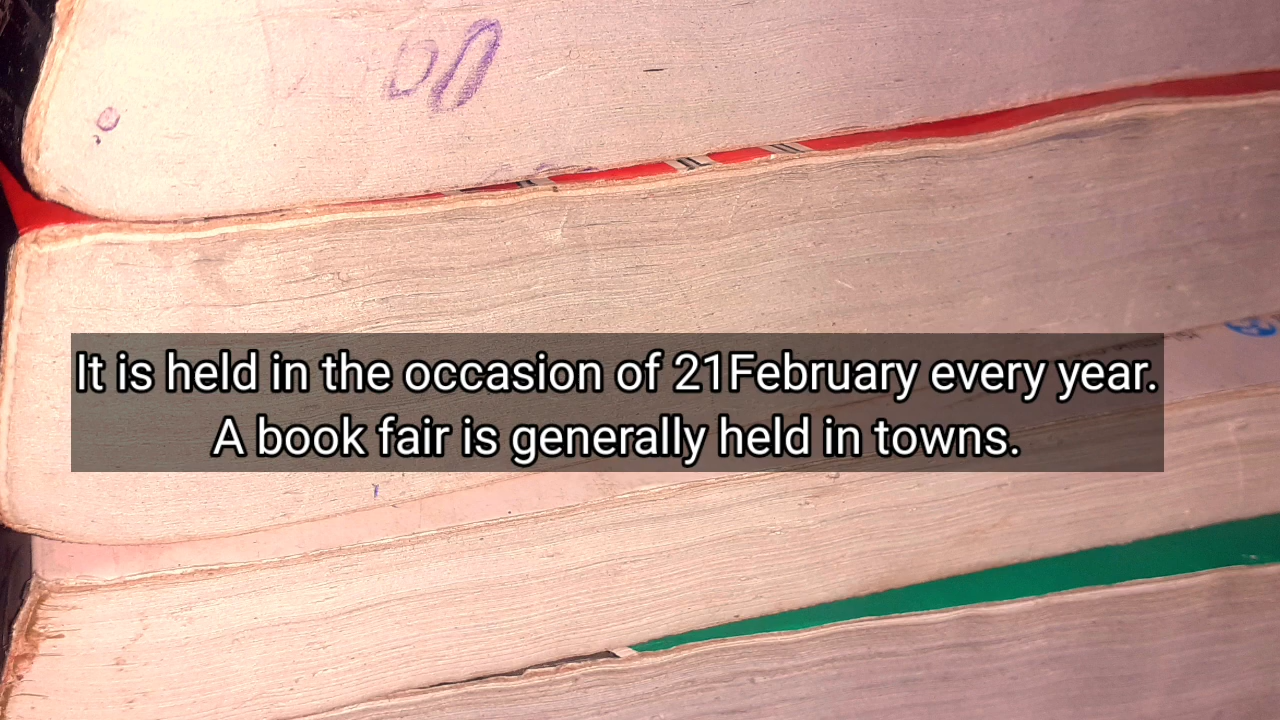 It is held in the occasion of 21February every year.
A book fair is generally held in towns.